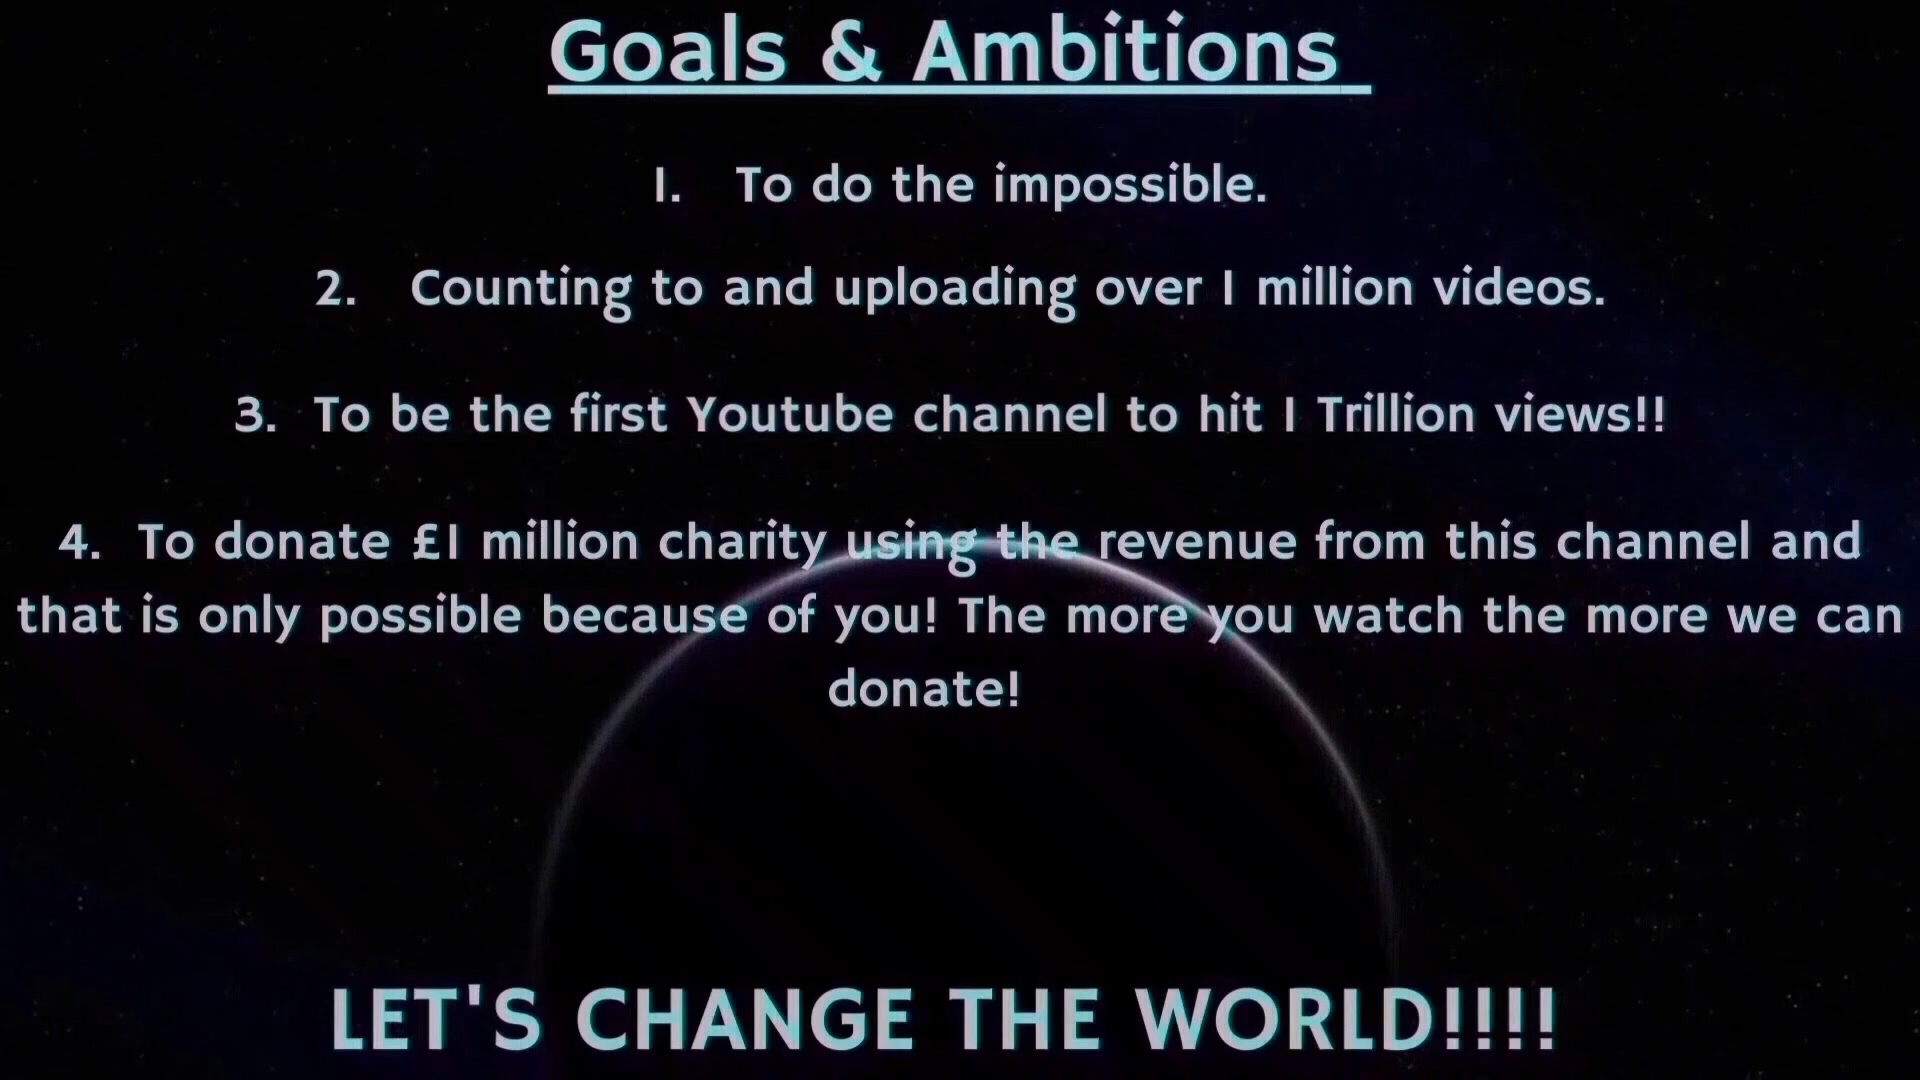 Goals & Ambitions
1. To do the impossible.
2. Counting to and uploading over 1 million videos.
3. To be the first Youtube channel to hit 1 Trillion views!!
4. To donate £1 million charity using the revenue from this channel and
that is only possible because of you! The more you watch the more we can
donate!
LET'S CHANGE THE WORLD!!!!